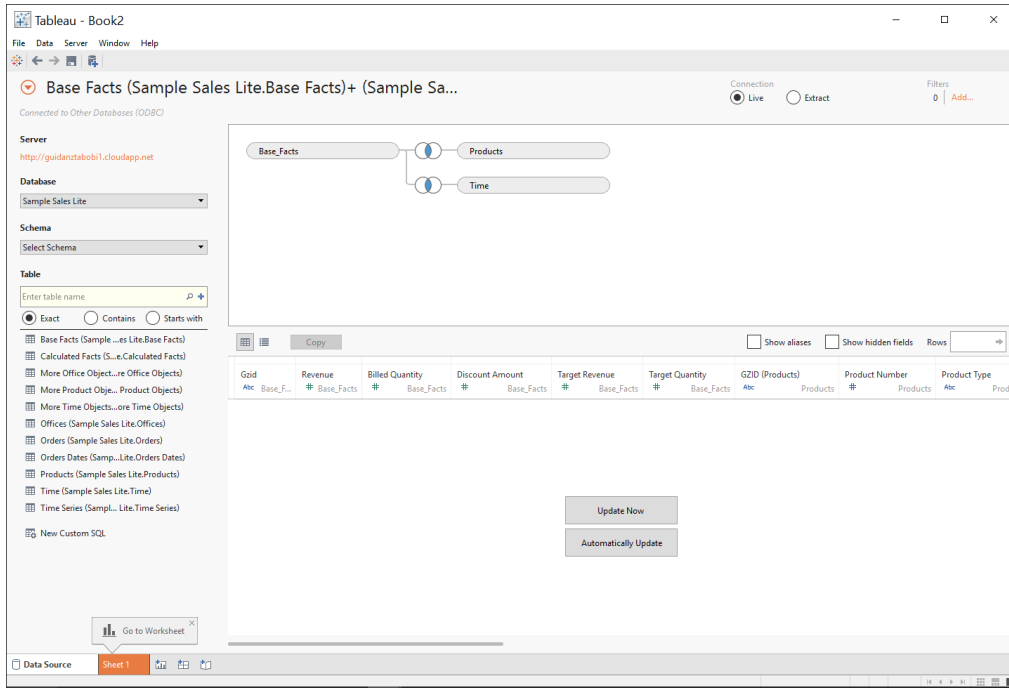 Tableau - Book2
File Data Server Window Help
Base Facts (Sample Sales Lite.Base Facts)+ (Sample Sa...
Connection
Live Extract
Filters
0 Add...
Connected to Other Databases (ODBC)
Server
http://guidanztabobi1.cloudapp.net
Database
Sample Sales Lite
Schema
Select Schema
Table
Enter table name
Exact Contains Starts with
Base Facts (Sample ...es Lite.Base Facts)
Calculated Facts (S...e.Calculated Facts)
More Office Object...re Office Objects)
More Product Obje... Product Objects)
More Time Objects...ore Time Objects)
Offices (Sample Sales Lite.Offices)
Orders (Sample Sales Lite.Orders)
Orders Dates (Samp...Lite.Orders Dates)
Products (Sample Sales Lite.Products)
Time (Sample Sales Lite.Time)
Time Series (Sampl... Lite.Time Series)
New Custom SQL
Base_Facts Products
Time
Copy Show aliases Show hidden fields Rows
Gzid Revenue Billed Quantity Discount Amount Target Revenue Target Quantity GZID (Products) Product Number Product Type
Abc Base_F... # Base_Facts # Base_Facts # Base_Facts # Base_Facts # Base_Facts Abc Products # Products Abc Prod
Update Now
Automatically Update
Go to Worksheet
Data Source Sheet 1